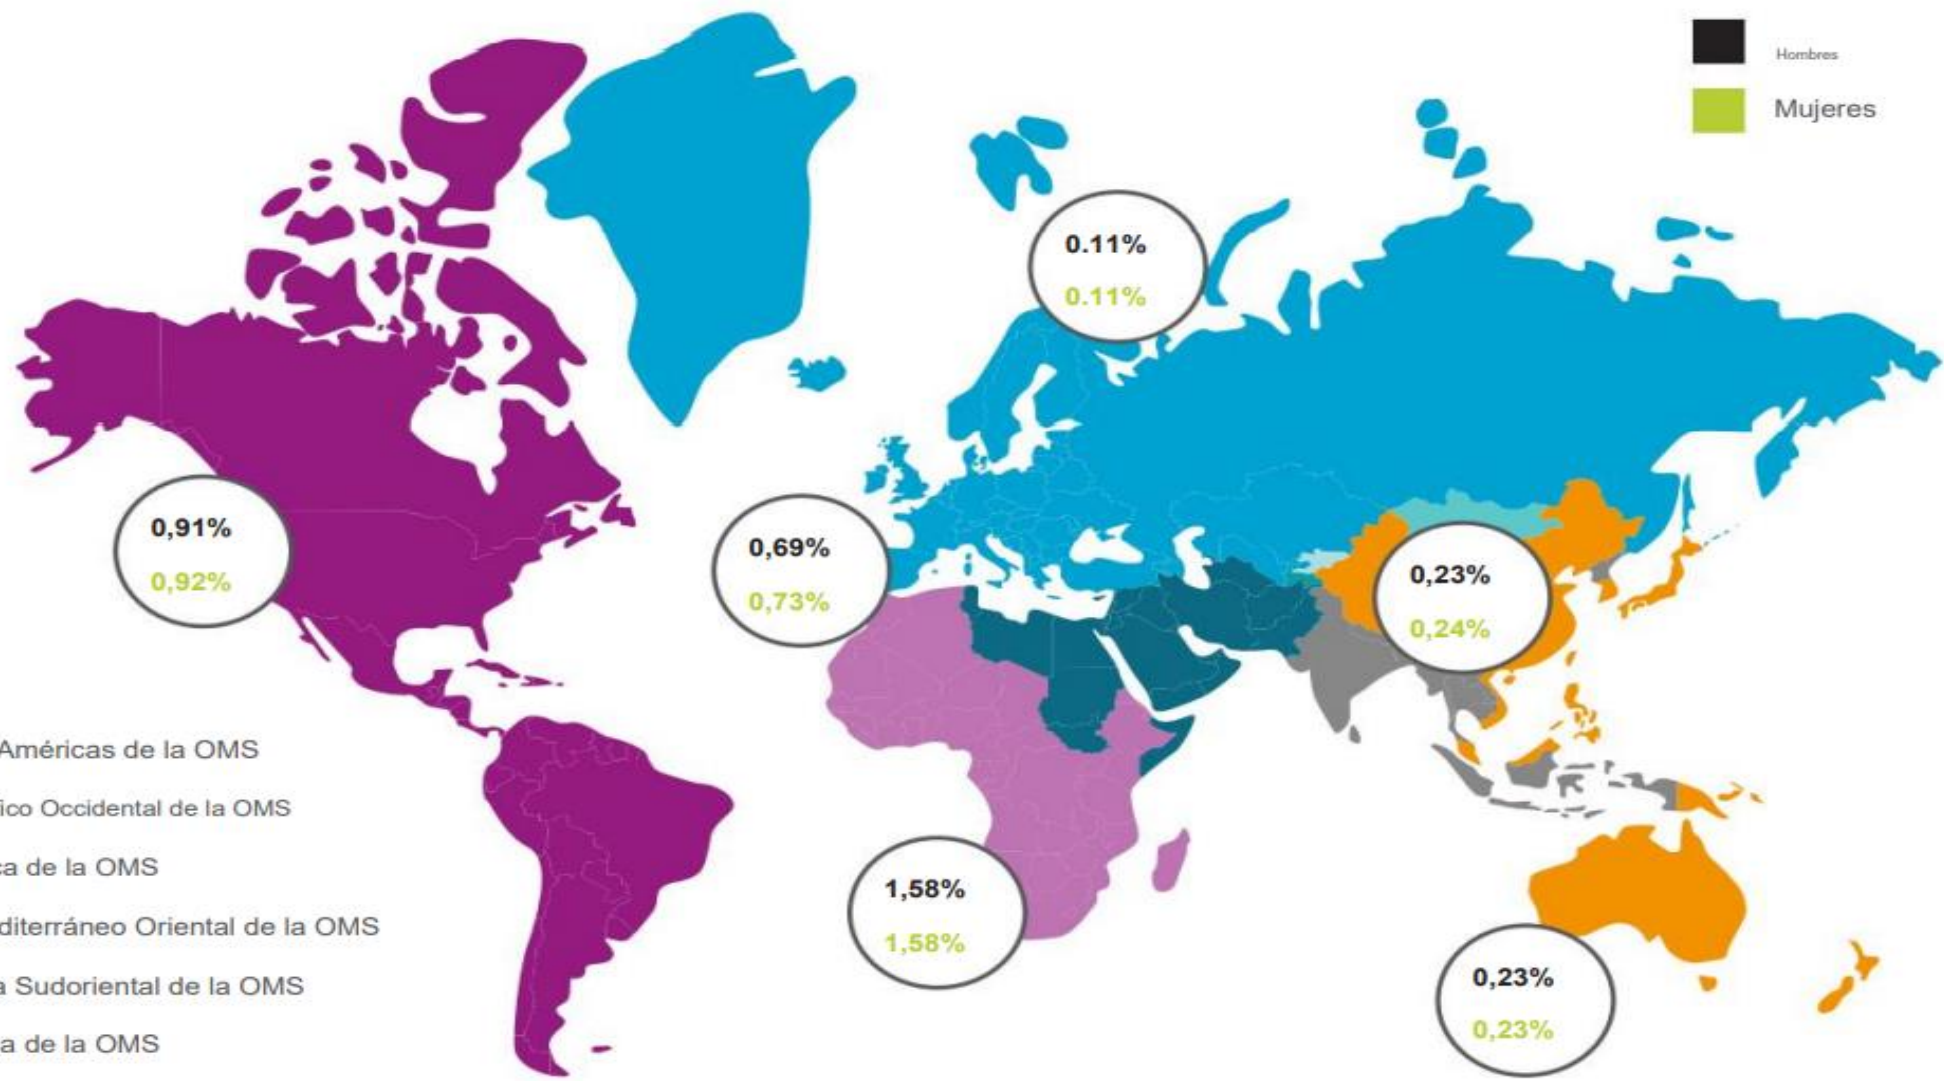 Hombres
Mujeres
0.11%
0.11%
0,91%
0,92%
0,69%
0,73%
0,23%
0,24%
Américas de la OMS
ico Occidental de la OMS
ca de la OMS
diterráneo Oriental de la OMS
a Sudoriental de la OMS
a de la OMS
1,58%
1,58%
0,23%
0,23%